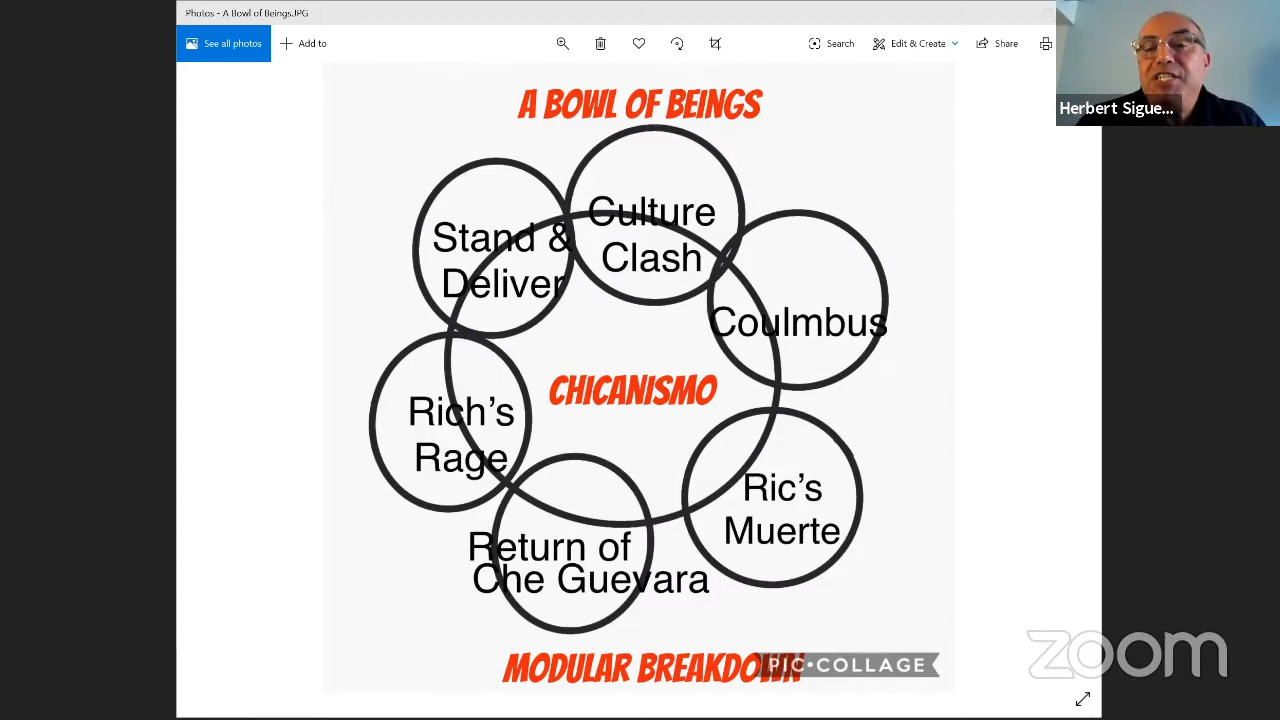 Photos - A Bowl of Beings.JPG
See all photos
Add to
Search
Edit & Create
Share
Herbert Sigue...
A BOWL OF BEINGS
Culture
Clash
Stand &
Deliver
Coulmbus
CHICANISMO
Rich's
Rage
Ric's
Muerte
Return of
Che Guevara
MODULAR BREAKDOWN
PIC•COLLAGE
zoom